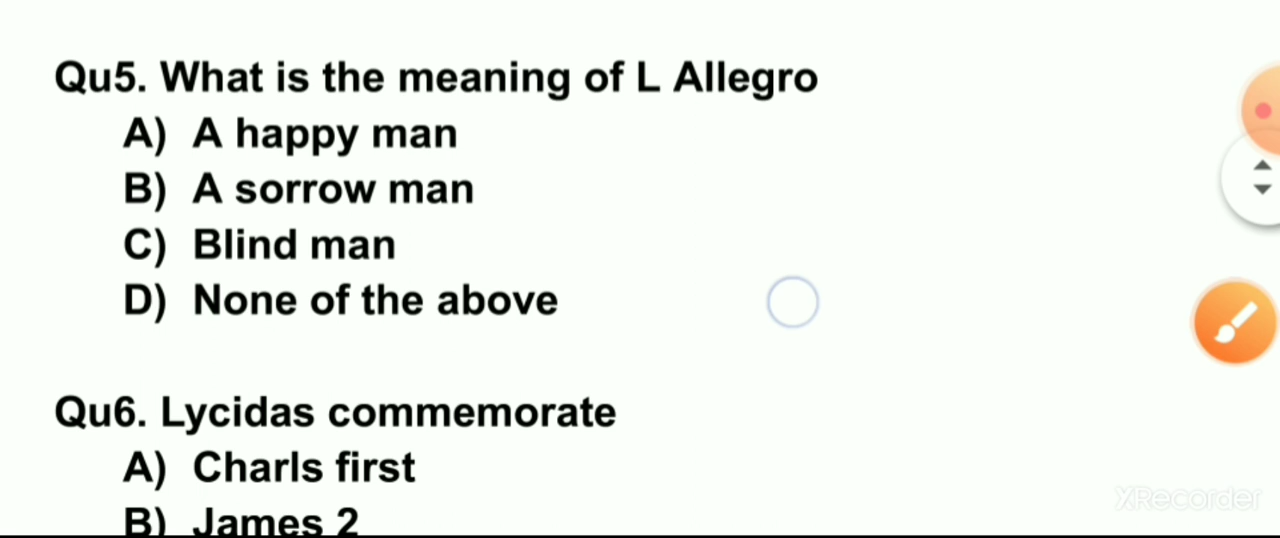 Qu5. What is the meaning of L Allegro
A) A happy man
B) A sorrow man
C) Blind man
D) None of the above
Qu6. Lycidas commemorate
A) Charls first
B) James 2
XRecorder